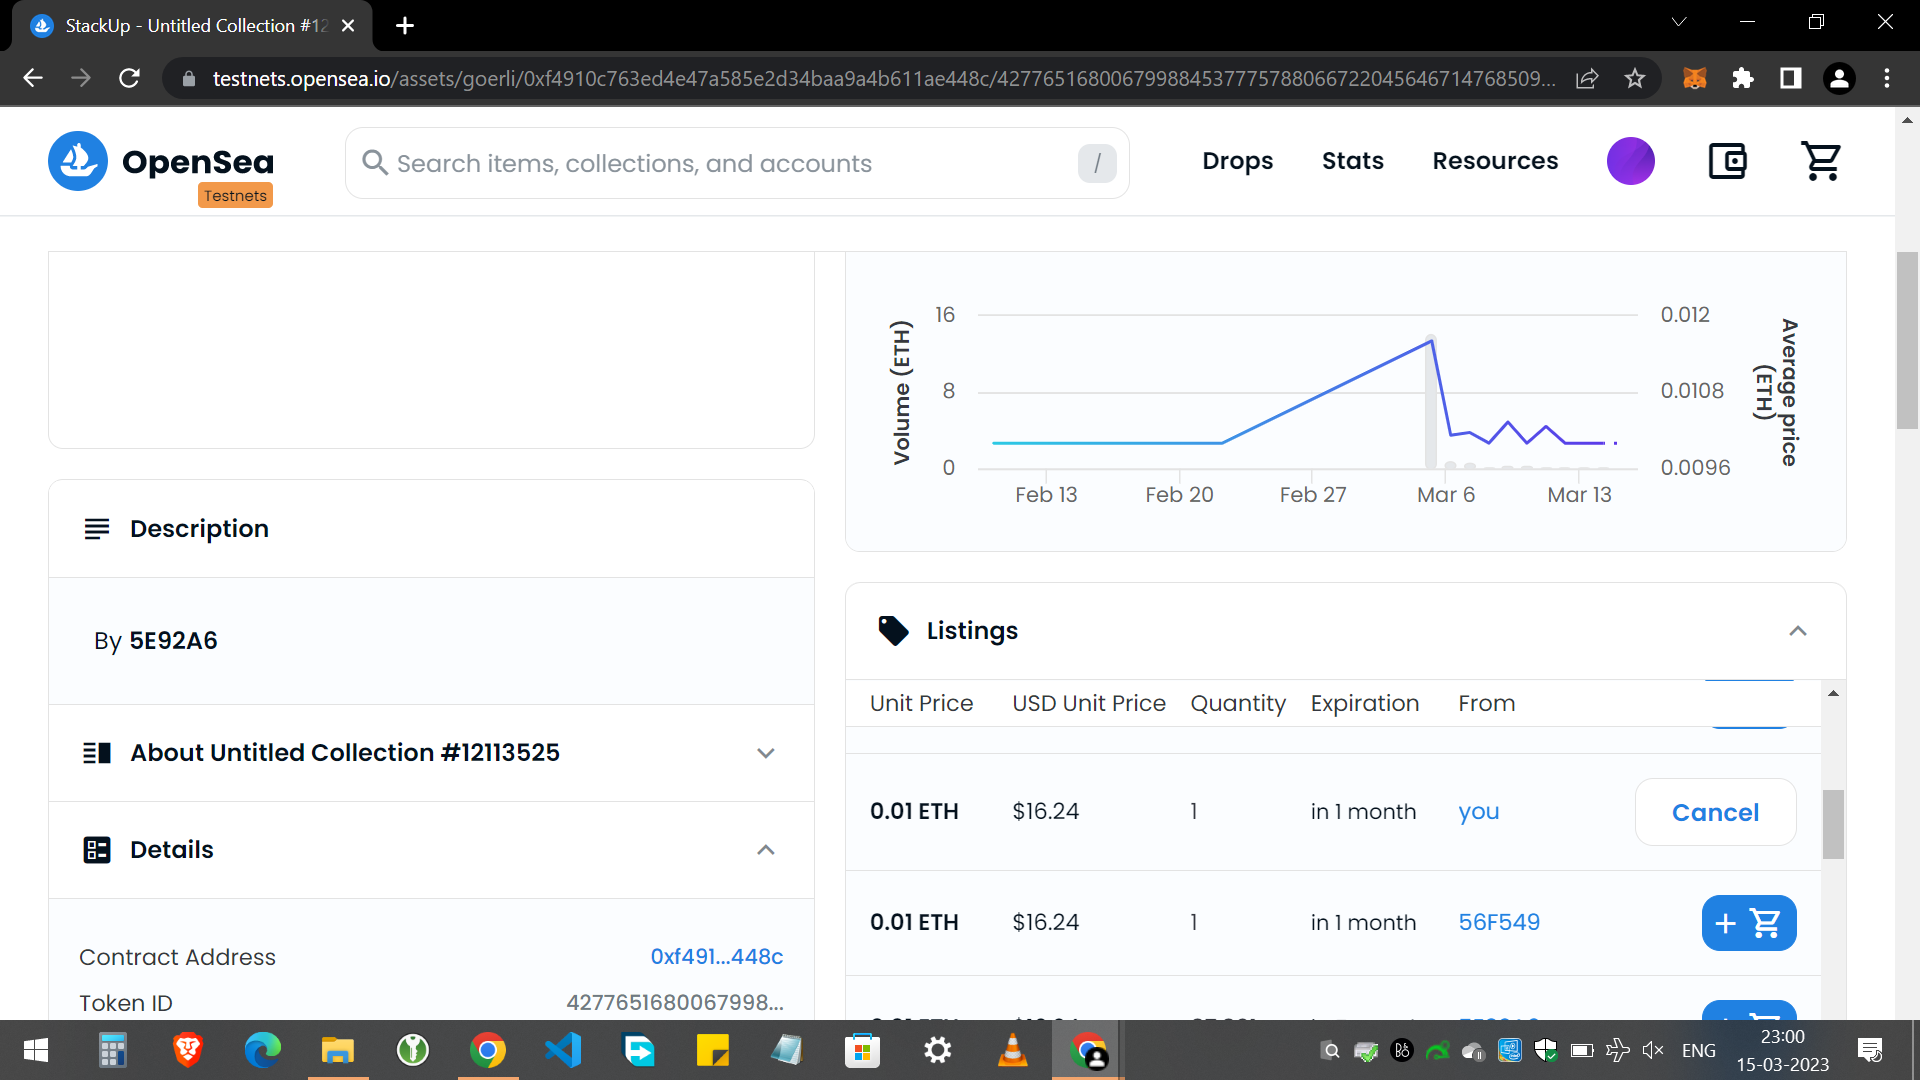 StackUp - Untitled Collection #12
testnets.opensea.io/assets/goerli/0xf4910c763ed4e47a585e2d34baa9a4b611ae448c/427765168006799884537775788066722045646714768509...
OpenSea
Testnets
Search items, collections, and accounts
/
Drops
Stats
Resources
Volume (ETH)
16
8
0
0.012
0.0108
0.0096
Average price
(ETH)
Feb 13
Feb 20
Feb 27
Mar 6
Mar 13
Description
By 5E92A6
About Untitled Collection #12113525
Details
Contract Address 0xf491...448c
Token ID 4277651680067998...
Listings
Unit Price USD Unit Price Quantity Expiration From
0.01 ETH $16.24 1 in 1 month you Cancel
0.01 ETH $16.24 1 in 1 month 56F549 +
ENG
23:00
15-03-2023